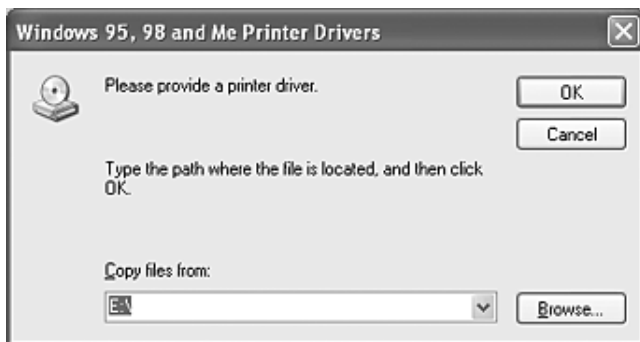 Windows 95, 98 and Me Printer Drivers
Please provide a printer driver.
OK
Cancel
Type the path where the file is located, and then click
OK.
Copy files from:
E:\
Browse...